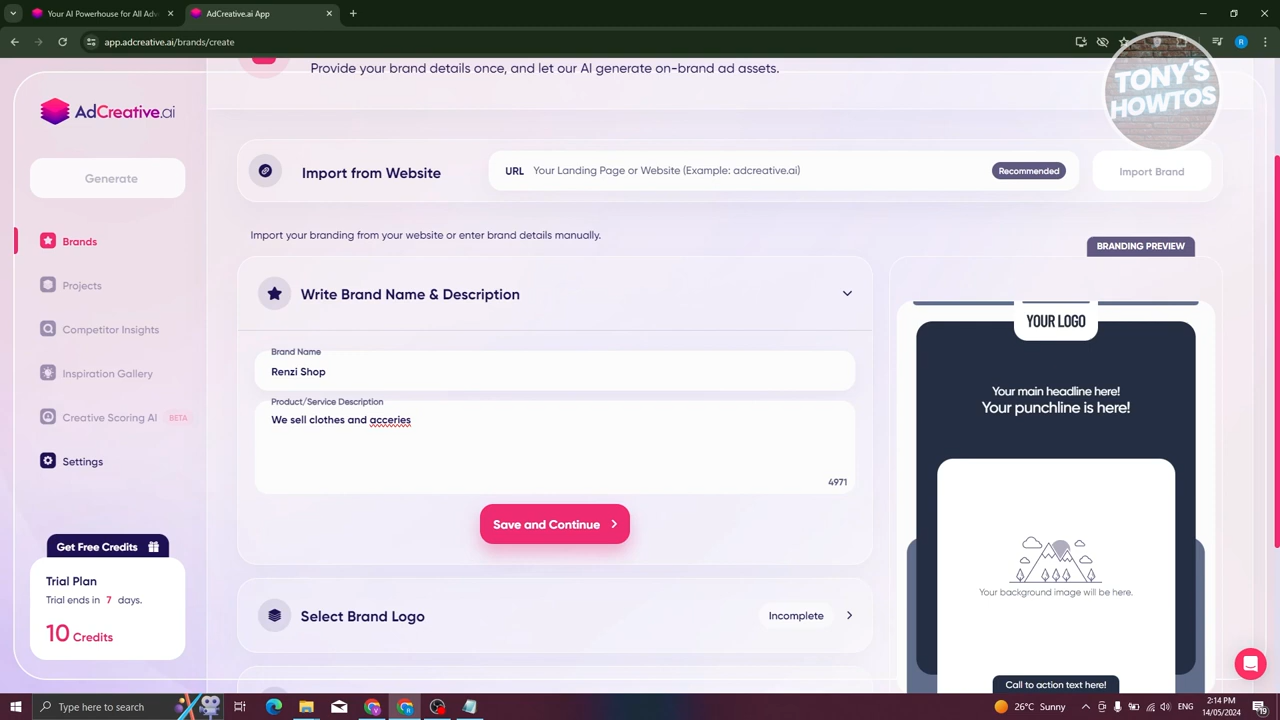 Your AI Powerhouse for All Adv
AdCreative.ai App
app.adcreative.ai/brands/create
R
TONY'S
HOWTOS
Provide your brand details once, and let our AI generate on-brand ad assets.
AdCreative.ai
Generate
Brands
Projects
Competitor Insights
Inspiration Gallery
Creative Scoring AI BETA
Settings
Get Free Credits
Trial Plan
Trial ends in 7 days.
10 Credits
Import from Website
URL Your Landing Page or Website (Example: adcreative.ai) Recommended
Import Brand
Import your branding from your website or enter brand details manually.
BRANDING PREVIEW
Write Brand Name & Description
Brand Name
Renzi Shop
Product/Service Description
We sell clothes and acceries
4971
Save and Continue
Select Brand Logo
Incomplete
YOUR LOGO
Your main headline here!
Your punchline is here!
Your background image will be here.
Call to action text here!
Type here to search
26°C Sunny
2:14 PM
14/05/2024
19